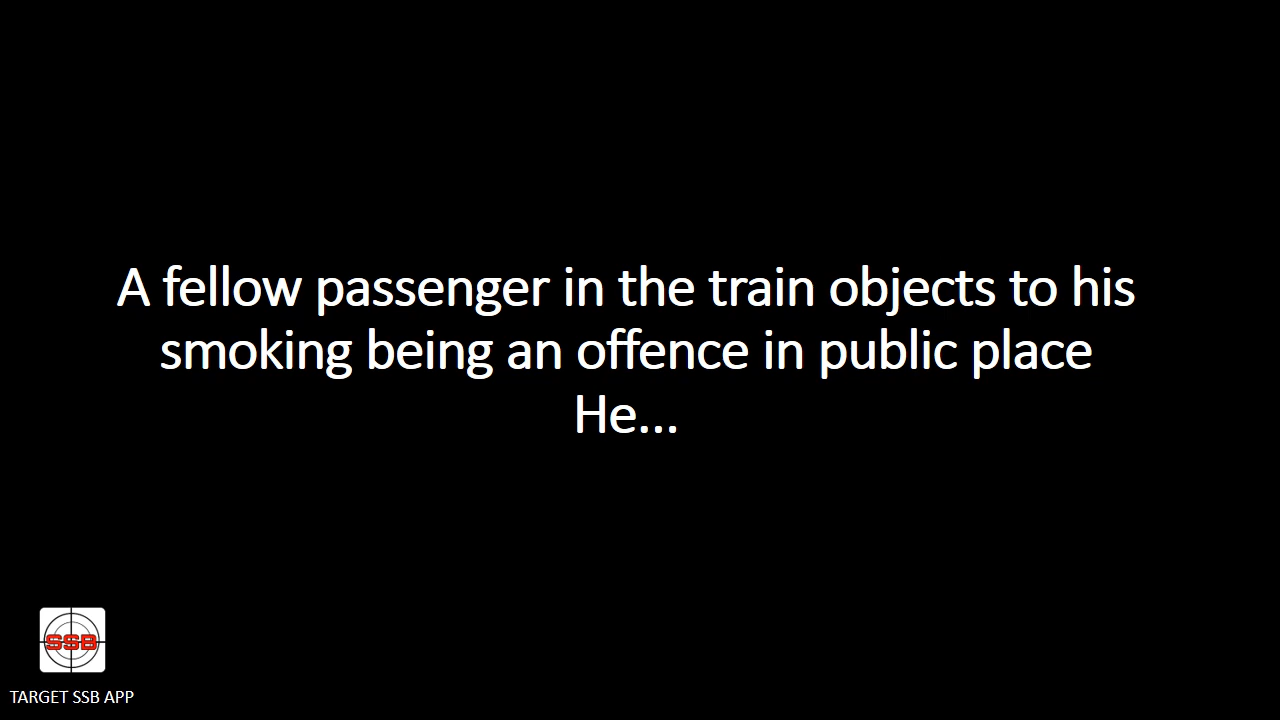 A fellow passenger in the train objects to his
smoking being an offence in public place
He...
SSB
TARGET SSB APP